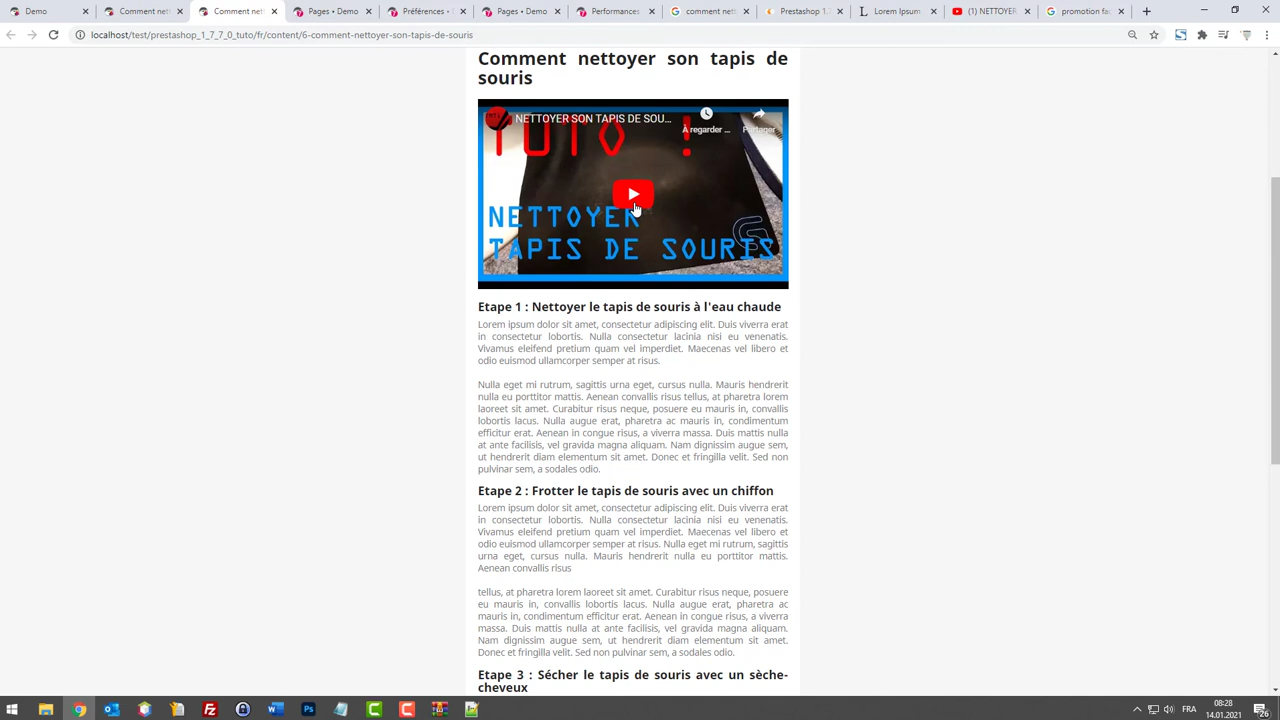 Demo
Comment nett
Comment nett
Pages • Demo
Préférences •
Pages • Demo
Performances
comment nett
Prestashop 1.7
Lorem Ipsum
(1) NETTOYER
promotion fac
localhost/test/prestashop_1_7_7_0_tuto/fr/content/6-comment-nettoyer-son-tapis-de-souris
Comment nettoyer son tapis de
souris
NETTOYER SON TAPIS DE SOU...
À regarder ...
Partager
TUTO !
NETTOYER
TAPIS DE SOURIS
Etape 1 : Nettoyer le tapis de souris à l'eau chaude
Lorem ipsum dolor sit amet, consectetur adipiscing elit. Duis viverra erat
in consectetur lobortis. Nulla consectetur lacinia nisi eu venenatis.
Vivamus eleifend pretium quam vel imperdiet. Maecenas vel libero et
odio euismod ullamcorper semper at risus.
Nulla eget mi rutrum, sagittis urna eget, cursus nulla. Mauris hendrerit
nulla eu porttitor mattis. Aenean convallis risus tellus, at pharetra lorem
laoreet sit amet. Curabitur risus neque, posuere eu mauris in, convallis
lobortis lacus. Nulla augue erat, pharetra ac mauris in, condimentum
efficitur erat. Aenean in congue risus, a viverra massa. Duis mattis nulla
at ante facilisis, vel gravida magna aliquam. Nam dignissim augue sem,
ut hendrerit diam elementum sit amet. Donec et fringilla velit. Sed non
pulvinar sem, a sodales odio.
Etape 2 : Frotter le tapis de souris avec un chiffon
Lorem ipsum dolor sit amet, consectetur adipiscing elit. Duis viverra erat
in consectetur lobortis. Nulla consectetur lacinia nisi eu venenatis.
Vivamus eleifend pretium quam vel imperdiet. Maecenas vel libero et
odio euismod ullamcorper semper at risus. Nulla eget mi rutrum, sagittis
urna eget, cursus nulla. Mauris hendrerit nulla eu porttitor mattis.
Aenean convallis risus
tellus, at pharetra lorem laoreet sit amet. Curabitur risus neque, posuere
eu mauris in, convallis lobortis lacus. Nulla augue erat, pharetra ac
mauris in, condimentum efficitur erat. Aenean in congue risus, a viverra
massa. Duis mattis nulla at ante facilisis, vel gravida magna aliquam.
Nam dignissim augue sem, ut hendrerit diam elementum sit amet.
Donec et fringilla velit. Sed non pulvinar sem, a sodales odio.
Etape 3 : Sécher le tapis de souris avec un sèche-
cheveux
FRA
08:28
14.01.2021
26